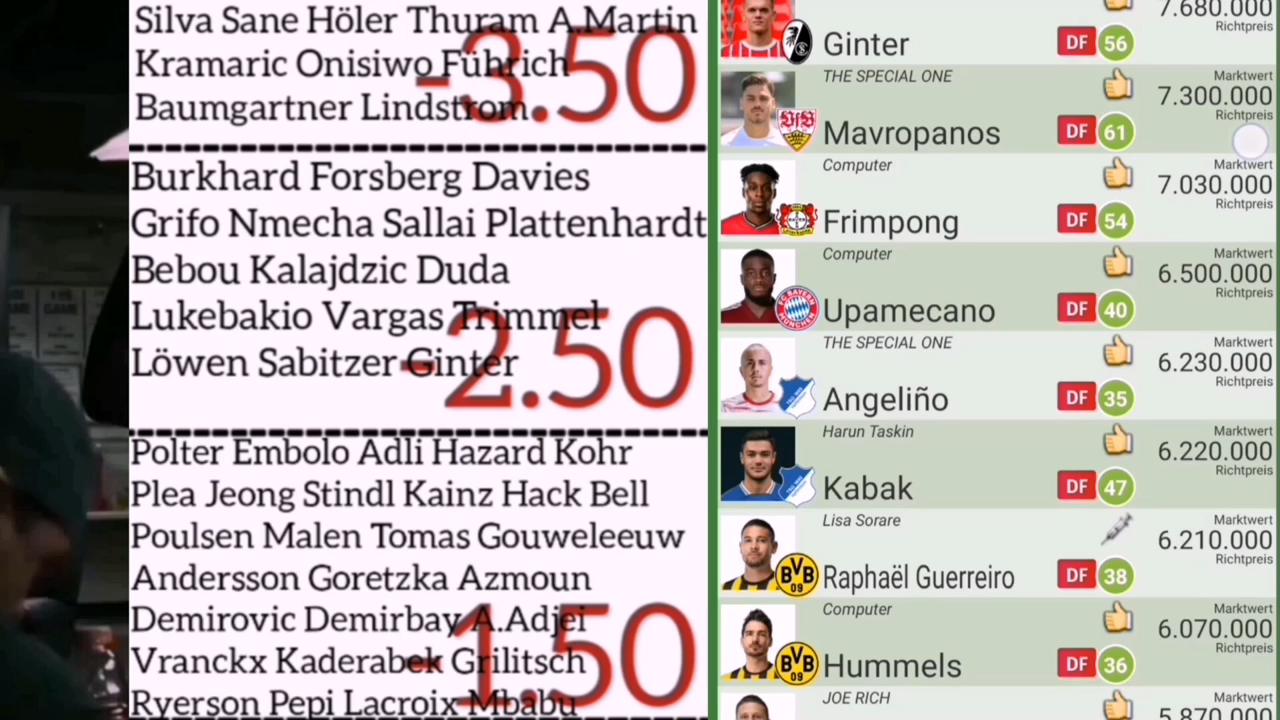 Silva Sane Höler Thuram A.Martin
Kramaric Onisiwo Führich
Baumgartner Lindstrom
-3.50
Burkhard Forsberg Davies
Grifo Nmecha Sallai Plattenhardt
Bebou Kalajdzic Duda
Lukebakio Vargas Trimmel
Löwen Sabitzer Ginter
-2.50
Polter Embolo Adli Hazard Kohr
Plea Jeong Stindl Kainz Hack Bell
Poulsen Malen Tomas Gouweleeuw
Andersson Goretzka Azmoun
Demirovic Demirbay A.Adjei
Vranckx Kaderabek Grilitsch
Ryerson Pepi Lacroix Mbabu
-1.50
7.680.000
Richtpreis
Ginter
DF 56
THE SPECIAL ONE
Marktwert
7.300.000
Richtpreis
Mavropanos
DF 61
Computer
Marktwert
7.030.000
Richtpreis
Frimpong
DF 54
Computer
Marktwert
6.500.000
Richtpreis
Upamecano
DF 40
THE SPECIAL ONE
Marktwert
6.230.000
Richtpreis
Angeliño
DF 35
Harun Taskin
Marktwert
6.220.000
Richtpreis
Kabak
DF 47
Lisa Sorare
Marktwert
6.210.000
Richtpreis
Raphaël Guerreiro
BVB
09
DF 38
Computer
Marktwert
6.070.000
Richtpreis
Hummels
BVB
09
DF 36
JOE RICH
Marktwert
5.870.000